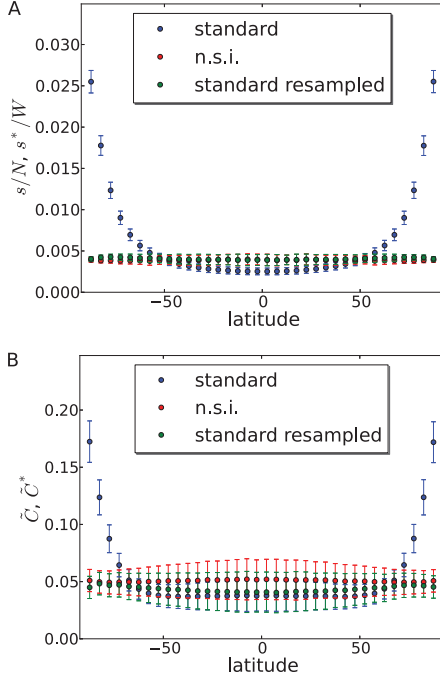 A
standard
n.s.i.
standard resampled
0.030
0.025
0.020
0.015
0.010
0.005
0.000
s/N, s*/W
−50 0 50
latitude
B
standard
n.s.i.
standard resampled
0.20
0.15
0.10
0.05
0.00
C̃, C̃*
−50 0 50
latitude